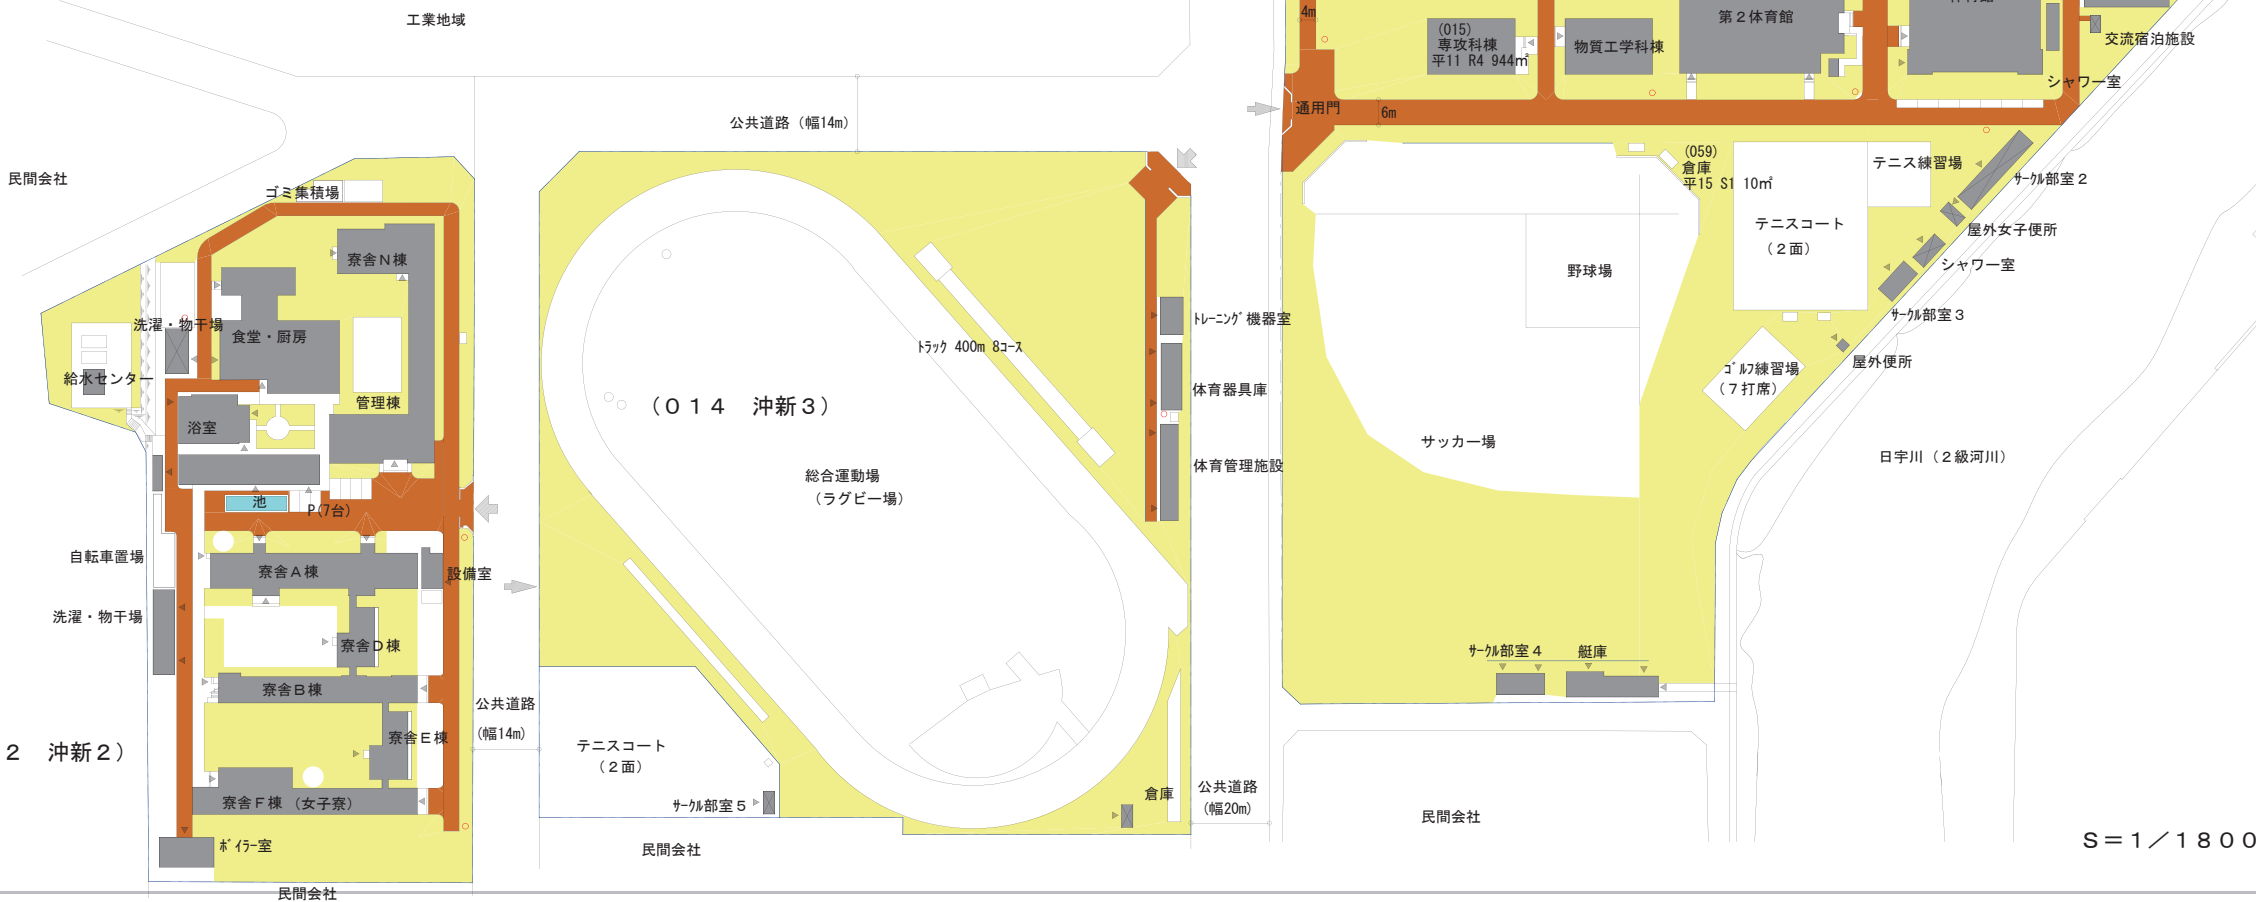 工業地域
4m
(015)
専攻科棟
平11 R4 944㎡
物質工学科棟
第２体育館
交流宿泊施設
シャワー室
公共道路（幅14m）
通用門
6m
民間会社
ゴミ集積場
(059)
倉庫
平15 S1 10㎡
テニス練習場
サークル部室２
テニスコート
（２面）
屋外女子便所
シャワー室
野球場
サークル部室３
屋外便所
ゴルフ練習場
（７打席）
寮舎Ｎ棟
洗濯・物干場
食堂・厨房
給水センター
管理棟
浴室
トラック 400m 8コース
トレーニング機器室
体育器具庫
（０１４　沖新３）
サッカー場
体育管理施設
日宇川（２級河川）
総合運動場
（ラグビー場）
池
P(7台)
自転車置場
寮舎Ａ棟
設備室
洗濯・物干場
寮舎Ｄ棟
サークル部室４
艇庫
寮舎Ｂ棟
公共道路
(幅14m)
寮舎Ｅ棟
２　沖新２）
テニスコート
（２面）
寮舎Ｆ棟（女子寮）
サークル部室５
倉庫
公共道路
(幅20m)
民間会社
ボイラー室
民間会社
Ｓ＝１／１８００
民間会社